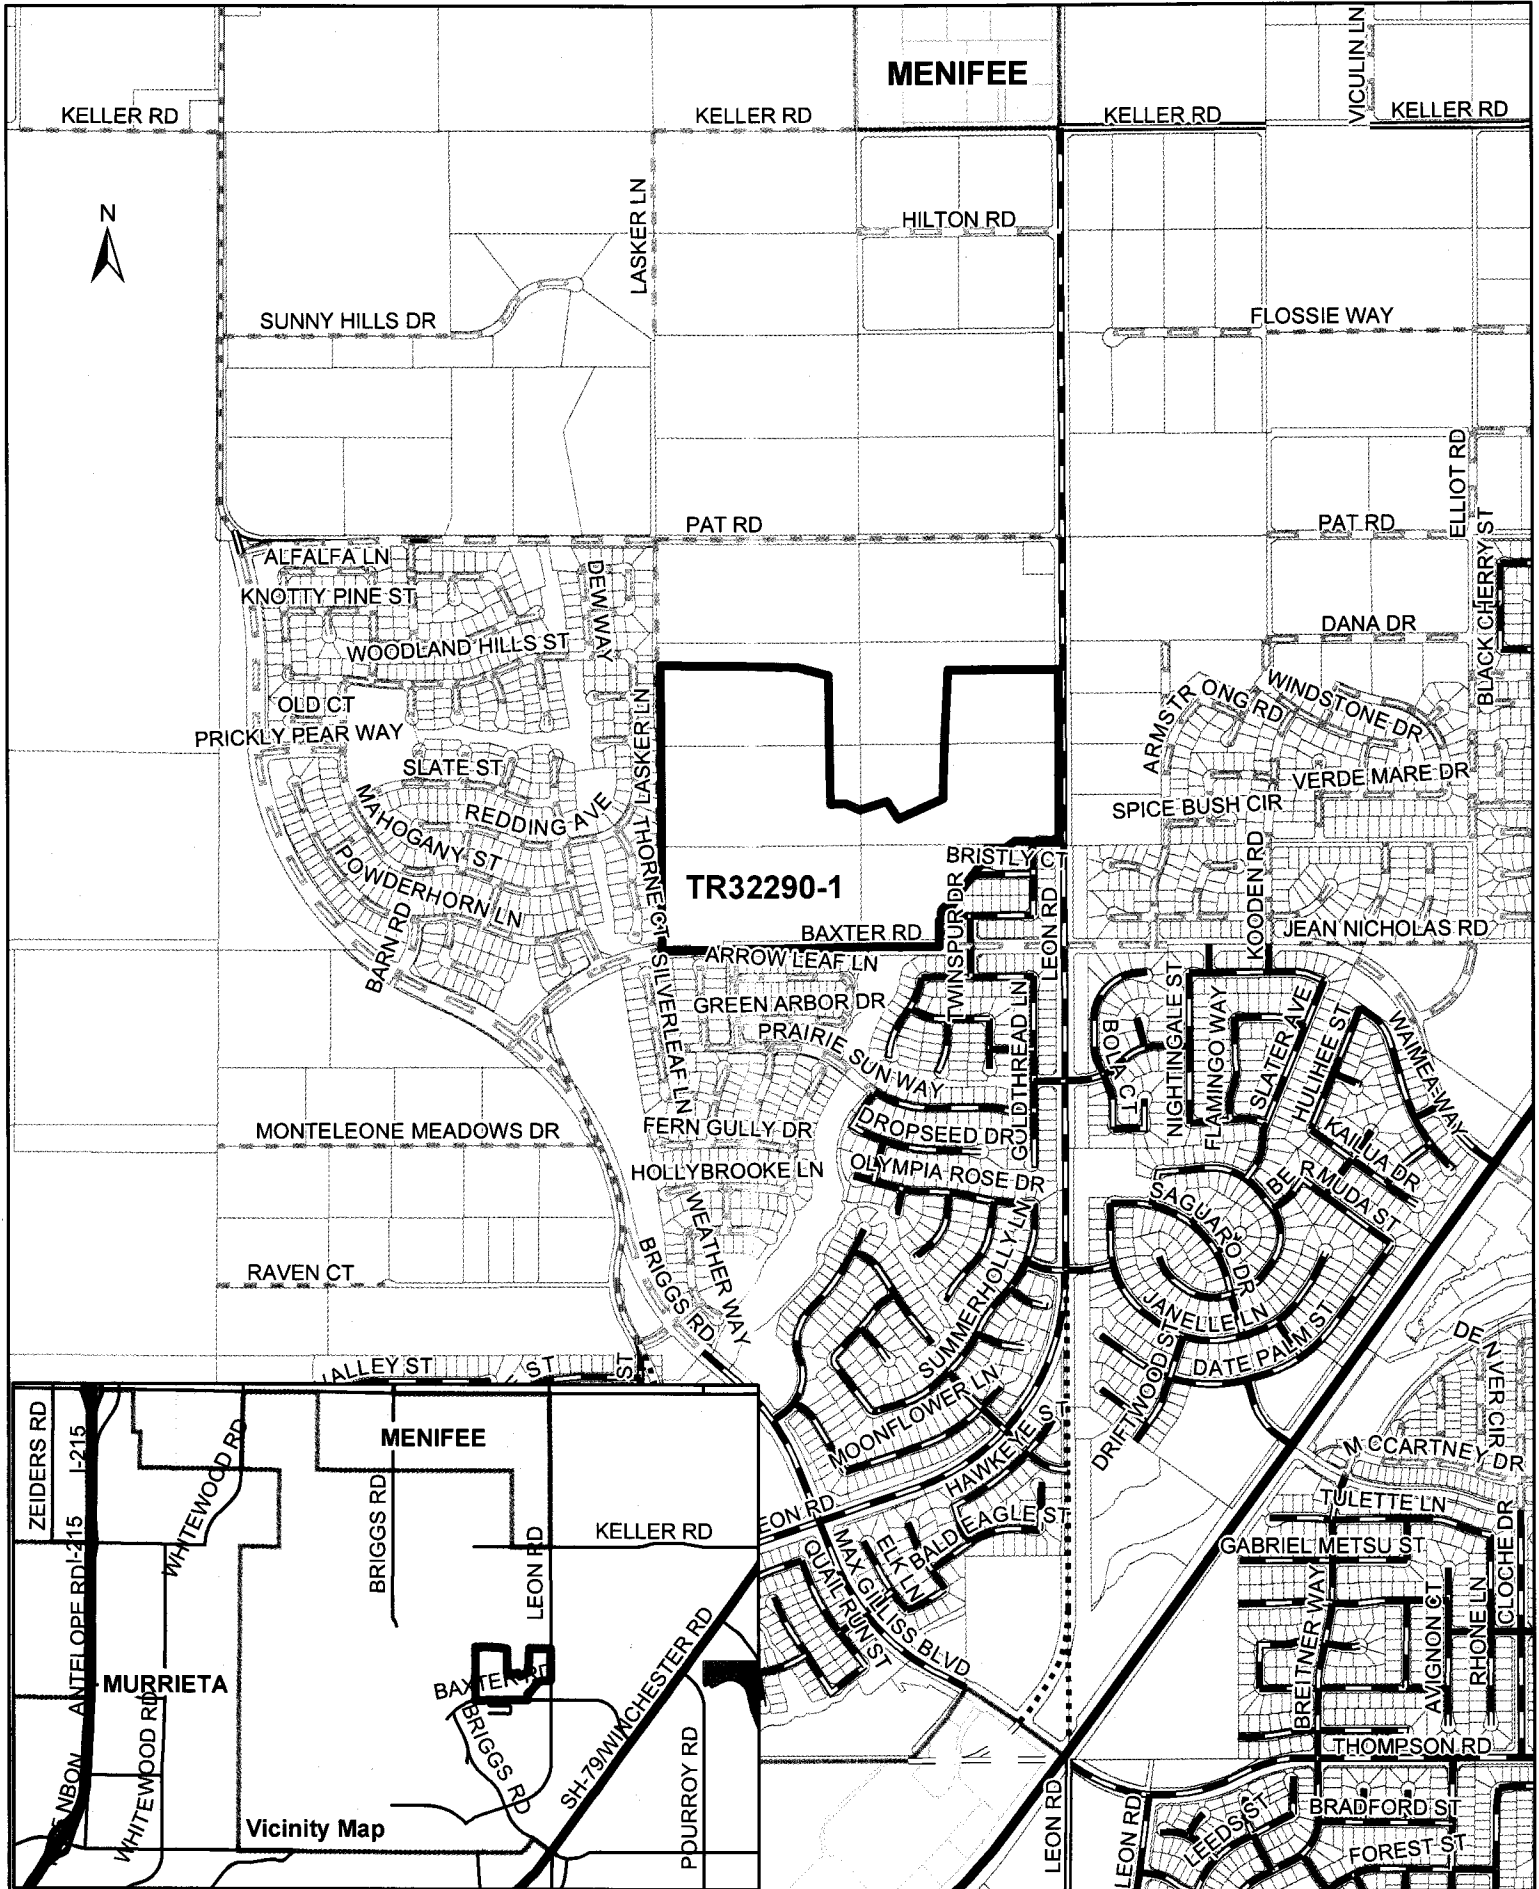 MENIFEE
VICULIN LN
KELLER RD
KELLER RD
KELLER RD
KELLER RD
N
LASKER LN
HILTON RD
SUNNY HILLS DR
FLOSSIE WAY
ELLIOT RD
PAT RD
PAT RD
ALFALFA LN
KNOTTY PINE ST
DEW WAY
BLACK CHERRY ST
DANA DR
WOODLAND HILLS ST
OLD CT
PRICKLY PEAR WAY
LASKER LN
ARMSTRONG RD
WINDSTONE DR
SLATE ST
VERDE MARE DR
MAHOGANY ST
REDDING AVE
SPICE BUSH CIR
THORNE CT
POWDERHORN LN
BRISTLY CT
TR32290-1
TWINSPUR DR
LEON RD
KOODEN RD
BARN RD
BAXTER RD
JEAN NICHOLAS RD
ARROW LEAF LN
SILVERLEAF LN
GREEN ARBOR DR
TWINSPUR DR
GOLDTHREAD LN
PRAIRIE SUN WAY
BOLA CT
NIGHTINGALE ST
FLAMINGO WAY
SLATER AVE
HULIHEE ST
WAIMEA WAY
MONTELEONE MEADOWS DR
FERN GULLY DR
DROPSEED DR
KAILUA DR
HOLLYBROOKE LN
OLYMPIA ROSE DR
BERMUDA ST
SAGUARO DR
WEATHER WAY
BRIGGS RD
RAVEN CT
SUMMERHOLLY LN
JANELLE LN
DATE PALM ST
DRIFTWOOD ST
DENVER CIR
ALLEY ST
ST
ST
MOONFLOWER LN
HAWKEYE ST
MCCARTNEY DR
TULETTE LN
EON RD
BALD EAGLE ST
ELK LN
GABRIEL METSU ST
CLOCHE DR
QUAIL RUN ST
MAX GILLISS BLVD
BREITNER WAY
AVIGNON CT
RHONE LN
THOMPSON RD
LEON RD
LEON RD
BRADFORD ST
LEEDS ST
FOREST ST
ZEIDERS RD
I-215
I-215
WHITEWOOD RD
MENIFEE
BRIGGS RD
KELLER RD
LEON RD
ANTELOPE RD
MURRIETA
BAXTER RD
WHITEWOOD RD
BRIGGS RD
SH-79/WINCHESTER RD
POURROY RD
NBON
Vicinity Map